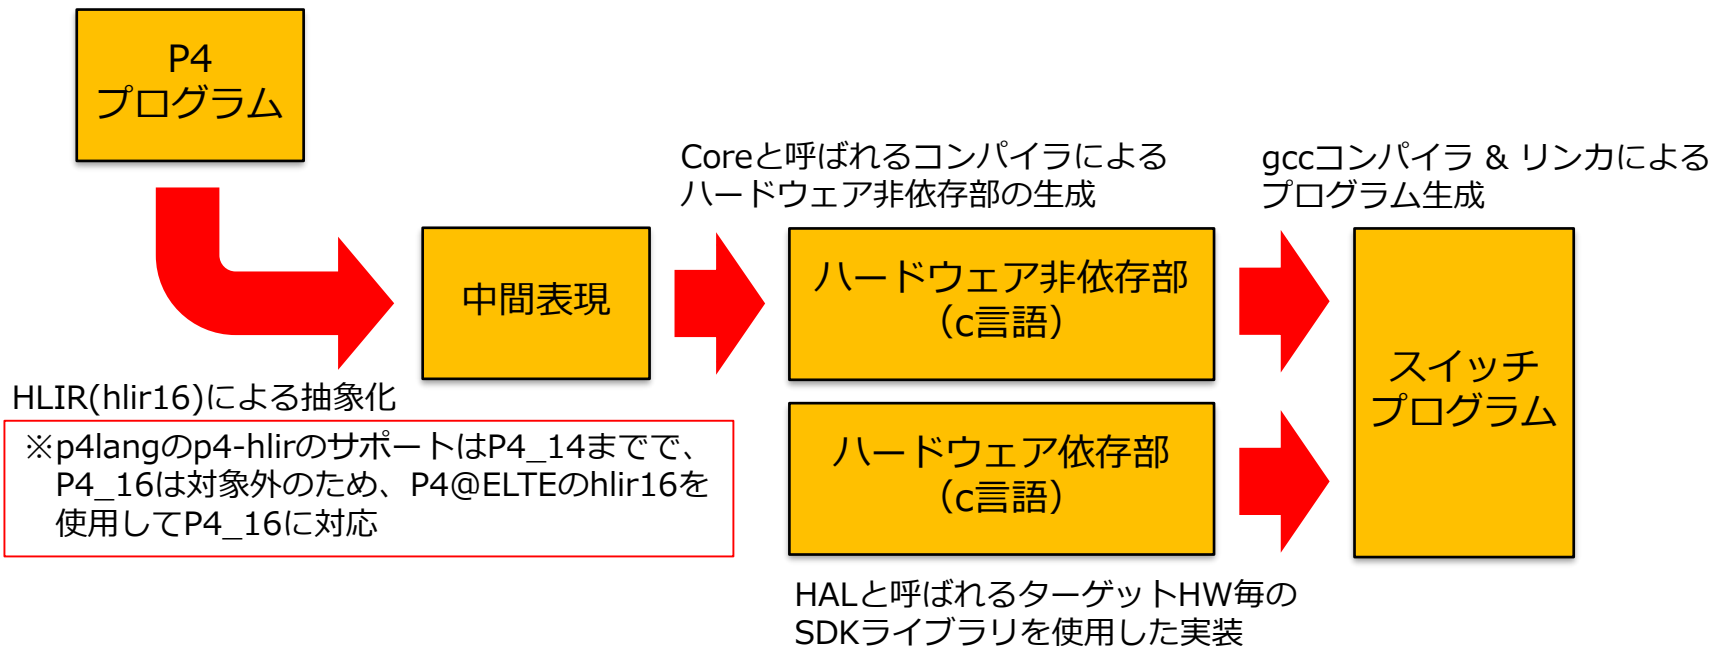 P4
プログラム
Coreと呼ばれるコンパイラによる
ハードウェア非依存部の生成
gccコンパイラ & リンカによる
プログラム生成
中間表現
ハードウェア非依存部
（c言語）
スイッチ
プログラム
HLIR(hlir16)による抽象化
※p4langのp4-hlirのサポートはP4_14までで、
P4_16は対象外のため、P4@ELTEのhlir16を
使用してP4_16に対応
ハードウェア依存部
（c言語）
HALと呼ばれるターゲットHW毎の
SDKライブラリを使用した実装